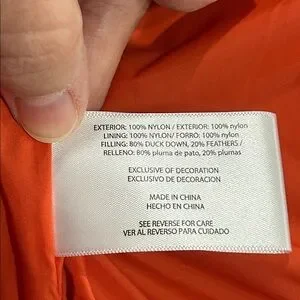 EXTERIOR: 100% NYLON / EXTERIOR: 100% nylon
LINING: 100% NYLON/ FORRO: 100% nylon
FILLING: 80% DUCK DOWN, 20% FEATHERS /
RELLENO: 80% pluma de pato, 20% plumas
EXCLUSIVE OF DECORATION
EXCLUSIVO DE DECORACION
MADE IN CHINA
HECHO EN CHINA
SEE REVERSE FOR CARE
VER AL REVERSO PARA CUIDADO